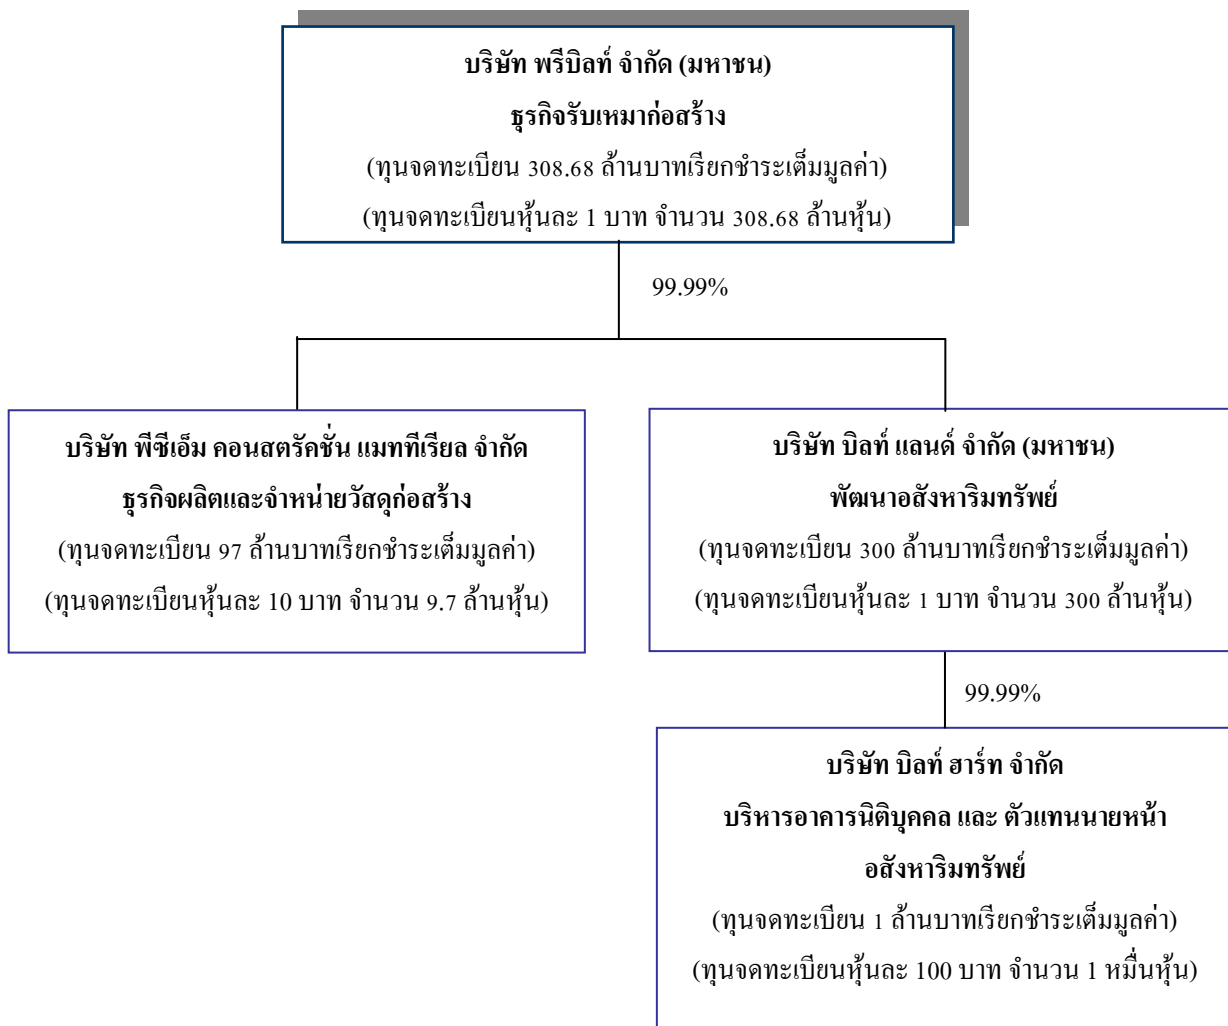 บริษัท พรีบิลท์ จำกัด (มหาชน)
ธุรกิจรับเหมาก่อสร้าง
(ทุนจดทะเบียน 308.68 ล้านบาทเรียกชำระเต็มมูลค่า)
(ทุนจดทะเบียนหุ้นละ 1 บาท จำนวน 308.68 ล้านหุ้น)
99.99%
บริษัท พีซีเอ็ม คอนสตรัคชั่น แมททีเรียล จำกัด
ธุรกิจผลิตและจำหน่ายวัสดุก่อสร้าง
(ทุนจดทะเบียน 97 ล้านบาทเรียกชำระเต็มมูลค่า)
(ทุนจดทะเบียนหุ้นละ 10 บาท จำนวน 9.7 ล้านหุ้น)
บริษัท บิลท์ แลนด์ จำกัด (มหาชน)
พัฒนาอสังหาริมทรัพย์
(ทุนจดทะเบียน 300 ล้านบาทเรียกชำระเต็มมูลค่า)
(ทุนจดทะเบียนหุ้นละ 1 บาท จำนวน 300 ล้านหุ้น)
99.99%
บริษัท บิลท์ ฮาร์ท จำกัด
บริหารอาคารนิติบุคคล และ ตัวแทนนายหน้า
อสังหาริมทรัพย์
(ทุนจดทะเบียน 1 ล้านบาทเรียกชำระเต็มมูลค่า)
(ทุนจดทะเบียนหุ้นละ 100 บาท จำนวน 1 หมื่นหุ้น)